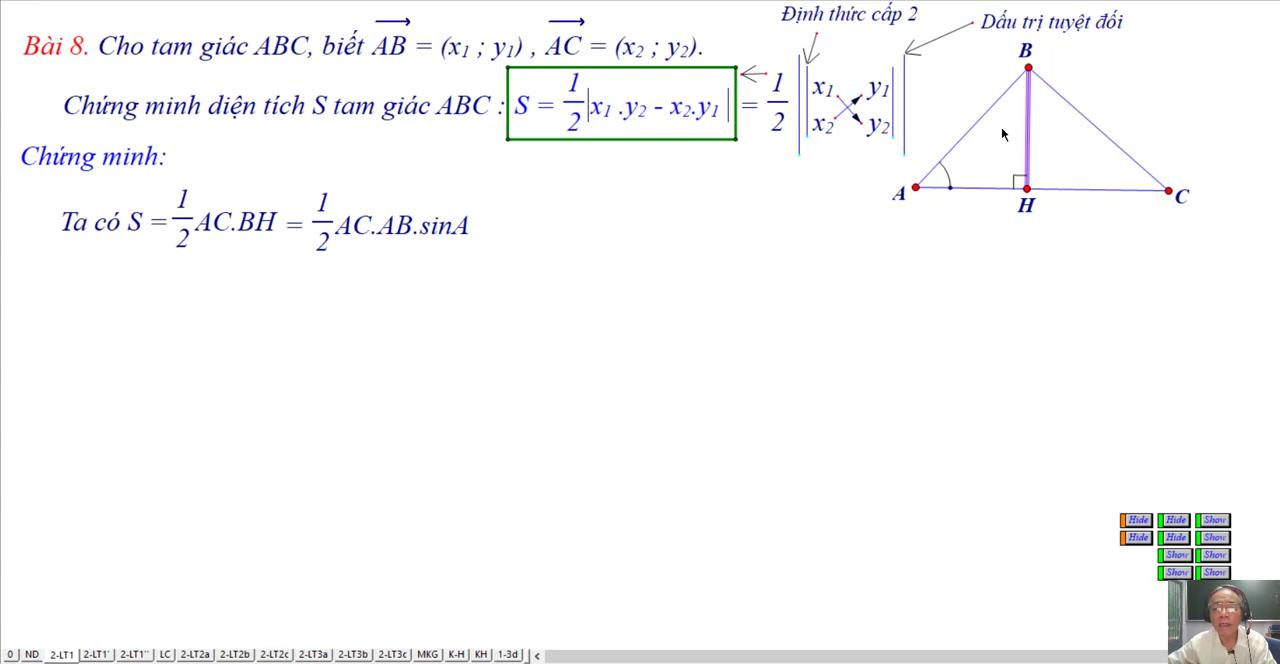 Định thức cấp 2
Dấu trị tuyệt đối
Bài 8. Cho tam giác ABC, biết AB = (x1 ; y1) , AC = (x2 ; y2).
Chứng minh diện tích S tam giác ABC : S = 1/2 |x1 .y2 - x2.y1 | = 1/2 || x1 y1
x2 y2 ||
B
A
H
C
Chứng minh:
Ta có S = 1/2 AC.BH = 1/2 AC.AB.sinA
Hide Hide Show
Hide Hide Show
Show Show
Show Show
0 ND 2-LT1 2-LT1' 2-LT1'' LC 2-LT2a 2-LT2b 2-LT2c 2-LT3a 2-LT3b 2-LT3c MKG K-H KH 1-3d